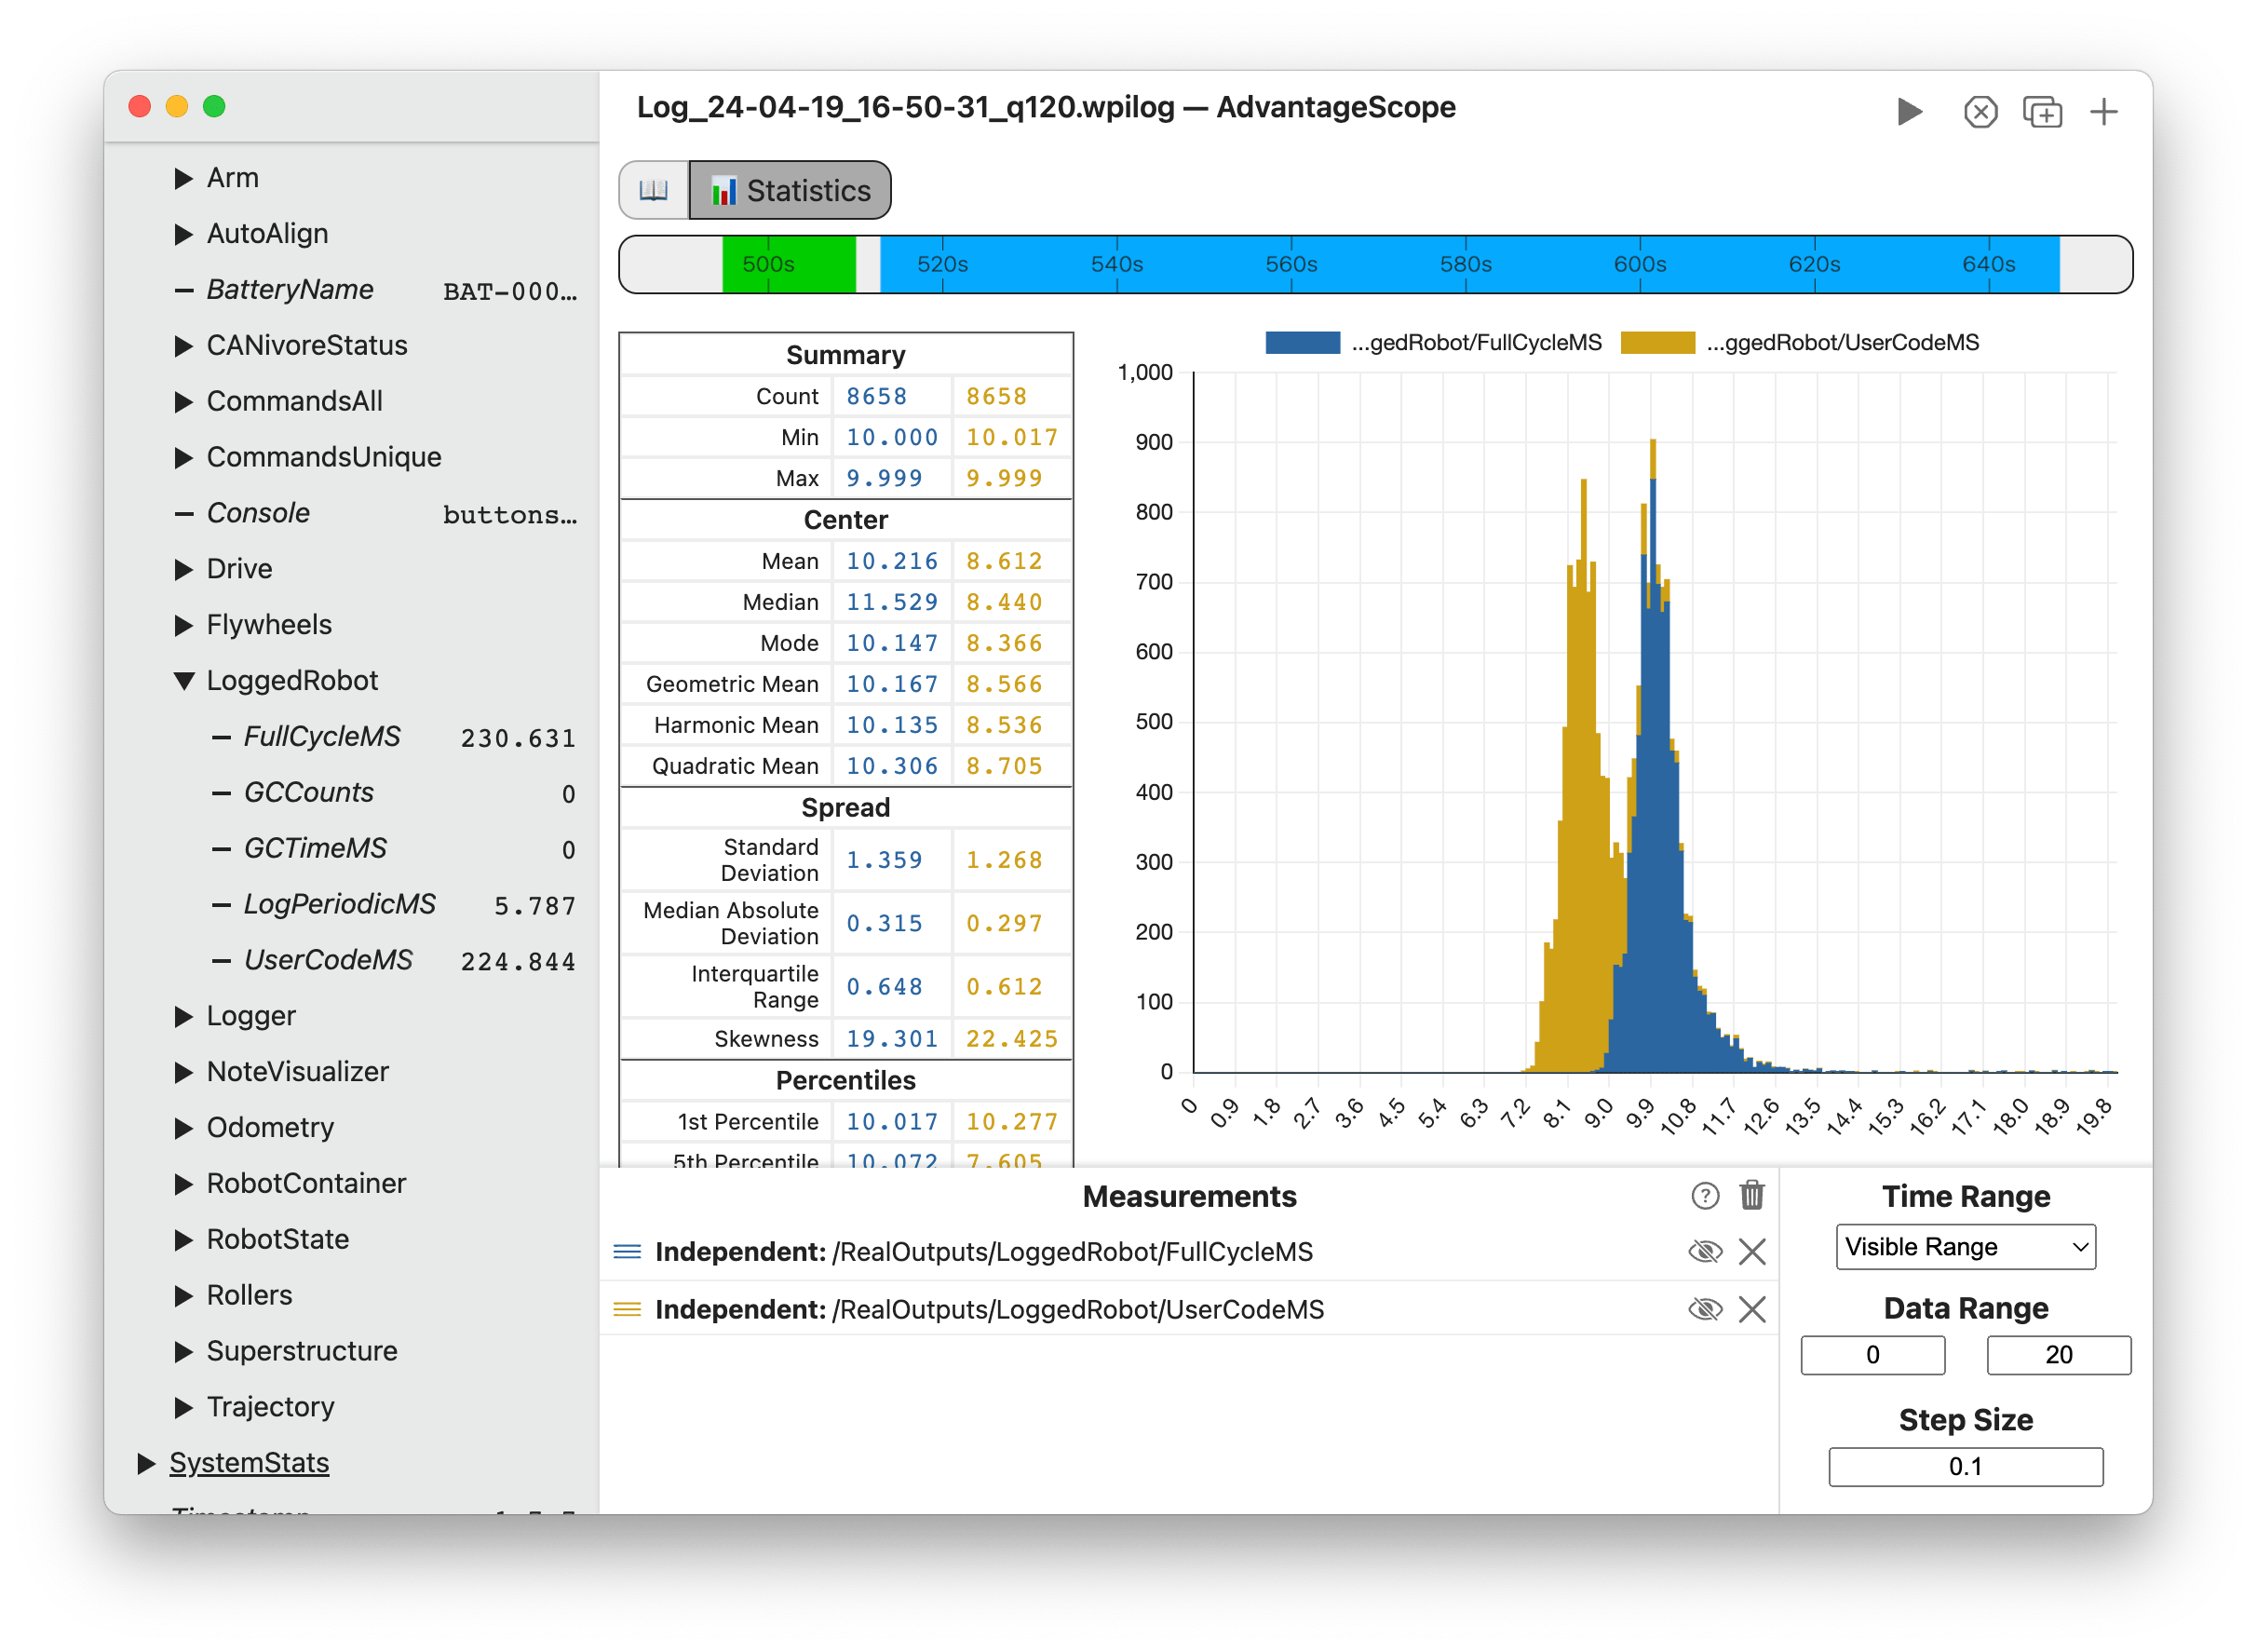 Log_24-04-19_16-50-31_q120.wpilog — AdvantageScope
Arm
AutoAlign
BatteryName BAT-000…
CANivoreStatus
CommandsAll
CommandsUnique
Console buttons…
Drive
Flywheels
LoggedRobot
FullCycleMS 230.631
GCCounts 0
GCTimeMS 0
LogPeriodicMS 5.787
UserCodeMS 224.844
Logger
NoteVisualizer
Odometry
RobotContainer
RobotState
Rollers
Superstructure
Trajectory
SystemStats
Statistics
500s 520s 540s 560s 580s 600s 620s 640s
Summary
Count 8658 8658
Min 10.000 10.017
Max 9.999 9.999
Center
Mean 10.216 8.612
Median 11.529 8.440
Mode 10.147 8.366
Geometric Mean 10.167 8.566
Harmonic Mean 10.135 8.536
Quadratic Mean 10.306 8.705
Spread
Standard
Deviation 1.359 1.268
Median Absolute
Deviation 0.315 0.297
Interquartile
Range 0.648 0.612
Skewness 19.301 22.425
Percentiles
1st Percentile 10.017 10.277
5th Percentile 10.072 7.605
...gedRobot/FullCycleMS ...ggedRobot/UserCodeMS
1,000
900
800
700
600
500
400
300
200
100
0
0 0.9 1.8 2.7 3.6 4.5 5.4 6.3 7.2 8.1 9.0 9.9 10.8 11.7 12.6 13.5 14.4 15.3 16.2 17.1 18.0 18.9 19.8
Measurements
Independent: /RealOutputs/LoggedRobot/FullCycleMS
Independent: /RealOutputs/LoggedRobot/UserCodeMS
Time Range
Visible Range
Data Range
0 20
Step Size
0.1